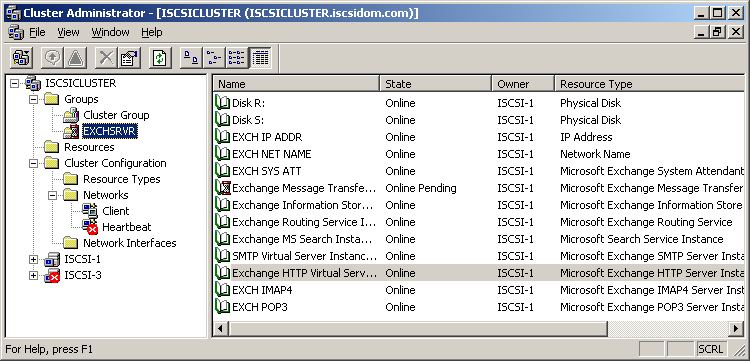 Cluster Administrator - [ISCSICLUSTER (ISCSICLUSTER.iscsidom.com)]
File View Window Help
ISCSICLUSTER
Groups
Cluster Group
EXCHSRVR
Resources
Cluster Configuration
Resource Types
Networks
Client
Heartbeat
Network Interfaces
ISCSI-1
ISCSI-3
Name State Owner Resource Type
Disk R: Online ISCSI-1 Physical Disk
Disk S: Online ISCSI-1 Physical Disk
EXCH IP ADDR Online ISCSI-1 IP Address
EXCH NET NAME Online ISCSI-1 Network Name
EXCH SYS ATT Online ISCSI-1 Microsoft Exchange System Attendant
Exchange Message Transfe... Online Pending ISCSI-1 Microsoft Exchange Message Transfer
Exchange Information Stor... Online ISCSI-1 Microsoft Exchange Information Store
Exchange Routing Service I... Online ISCSI-1 Microsoft Exchange Routing Service
Exchange MS Search Insta... Online ISCSI-1 Microsoft Search Service Instance
SMTP Virtual Server Instanc... Online ISCSI-1 Microsoft Exchange SMTP Server Inst
Exchange HTTP Virtual Serv... Online ISCSI-1 Microsoft Exchange HTTP Server Insta
EXCH IMAP4 Online ISCSI-1 Microsoft Exchange IMAP4 Server Inst
EXCH POP3 Online ISCSI-1 Microsoft Exchange POP3 Server Insta
For Help, press F1 SCRL